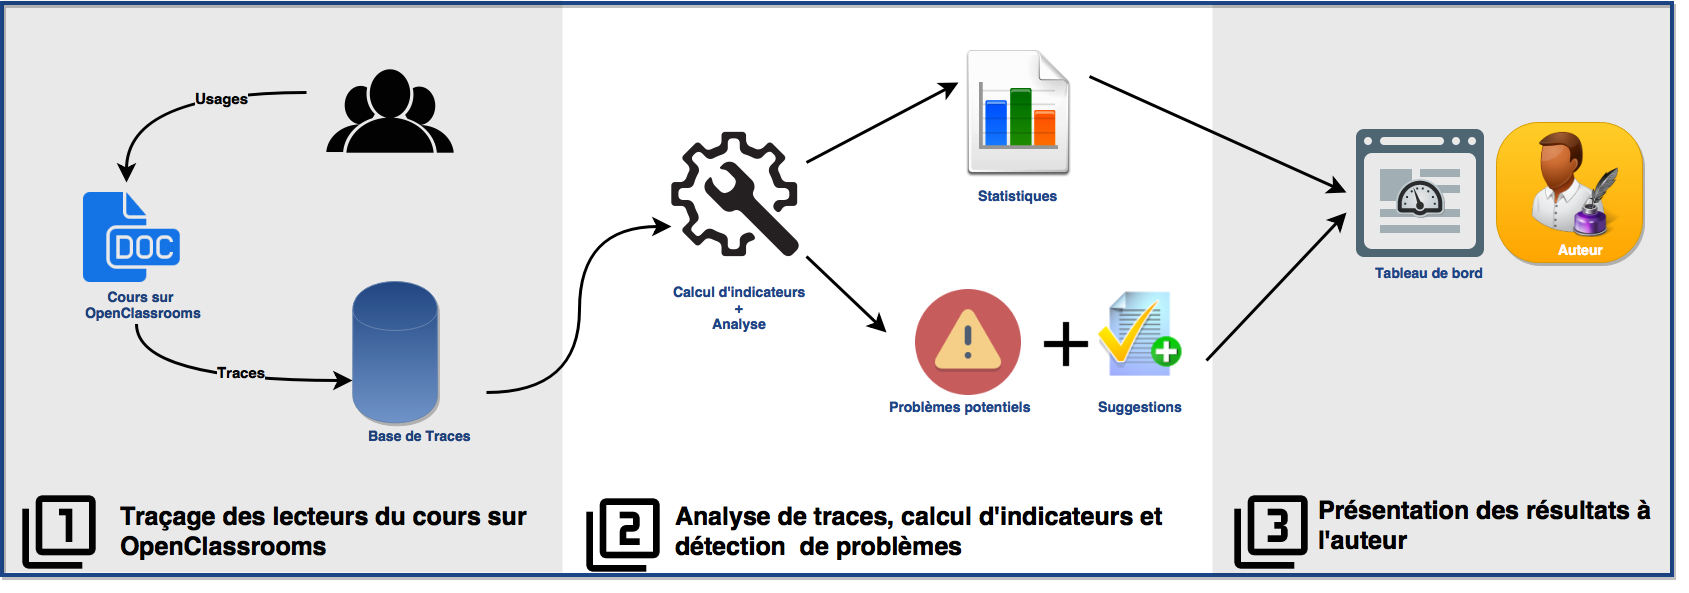 Usages
DOC
Cours sur
OpenClassrooms
Traces
Base de Traces
1
Traçage des lecteurs du cours sur
OpenClassrooms
Calcul d'indicateurs
+
Analyse
Statistiques
Problèmes potentiels
Suggestions
2
Analyse de traces, calcul d'indicateurs et
détection de problèmes
Tableau de bord
Auteur
3
Présentation des résultats à
l'auteur